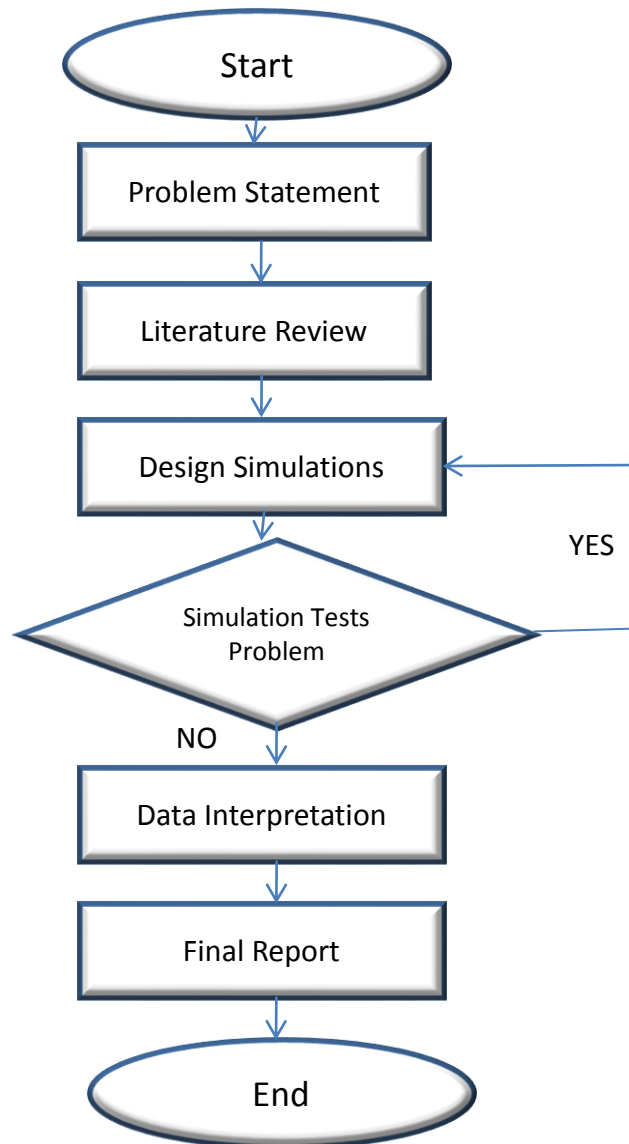 Start
Problem Statement
Literature Review
Design Simulations
YES
Simulation Tests
Problem
NO
Data Interpretation
Final Report
End